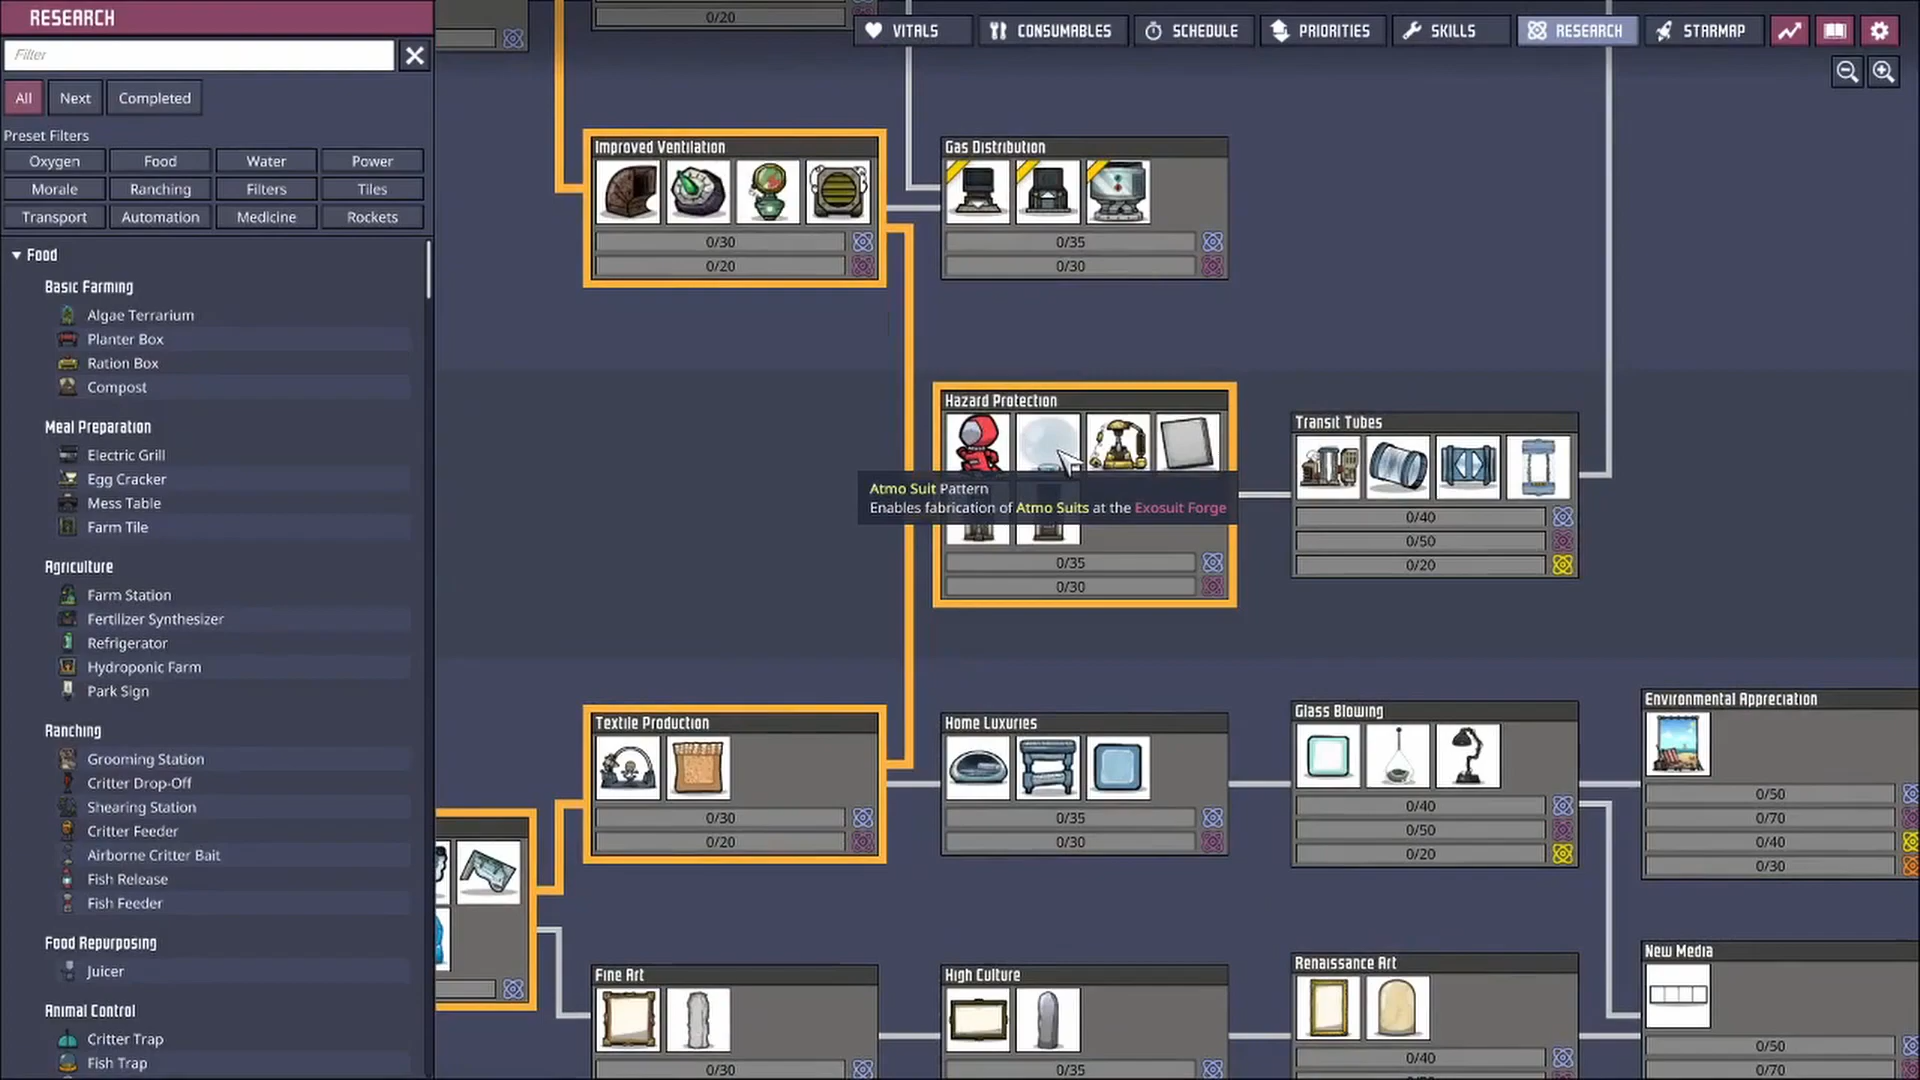 RESEARCH
Filter
All
Next
Completed
Preset Filters
Oxygen
Food
Water
Power
Morale
Ranching
Filters
Tiles
Transport
Automation
Medicine
Rockets
Food
Basic Farming
Algae Terrarium
Planter Box
Ration Box
Compost
Meal Preparation
Electric Grill
Egg Cracker
Mess Table
Farm Tile
Agriculture
Farm Station
Fertilizer Synthesizer
Refrigerator
Hydroponic Farm
Park Sign
Ranching
Grooming Station
Critter Drop-Off
Shearing Station
Critter Feeder
Airborne Critter Bait
Fish Release
Fish Feeder
Food Repurposing
Juicer
Animal Control
Critter Trap
Fish Trap
VITALS
CONSUMABLES
SCHEDULE
PRIORITIES
SKILLS
RESEARCH
STARMAP
0/20
Improved Ventilation
0/30
0/20
Gas Distribution
0/35
0/30
Hazard Protection
Atmo Suit Pattern
Enables fabrication of Atmo Suits at the Exosuit Forge
0/35
0/30
Transit Tubes
0/40
0/50
0/20
Textile Production
0/30
0/20
Home Luxuries
0/35
0/30
Glass Blowing
0/40
0/50
0/20
Environmental Appreciation
0/50
0/70
0/40
0/30
Fine Art
0/30
High Culture
0/35
Renaissance Art
0/40
New Media
0/50
0/70